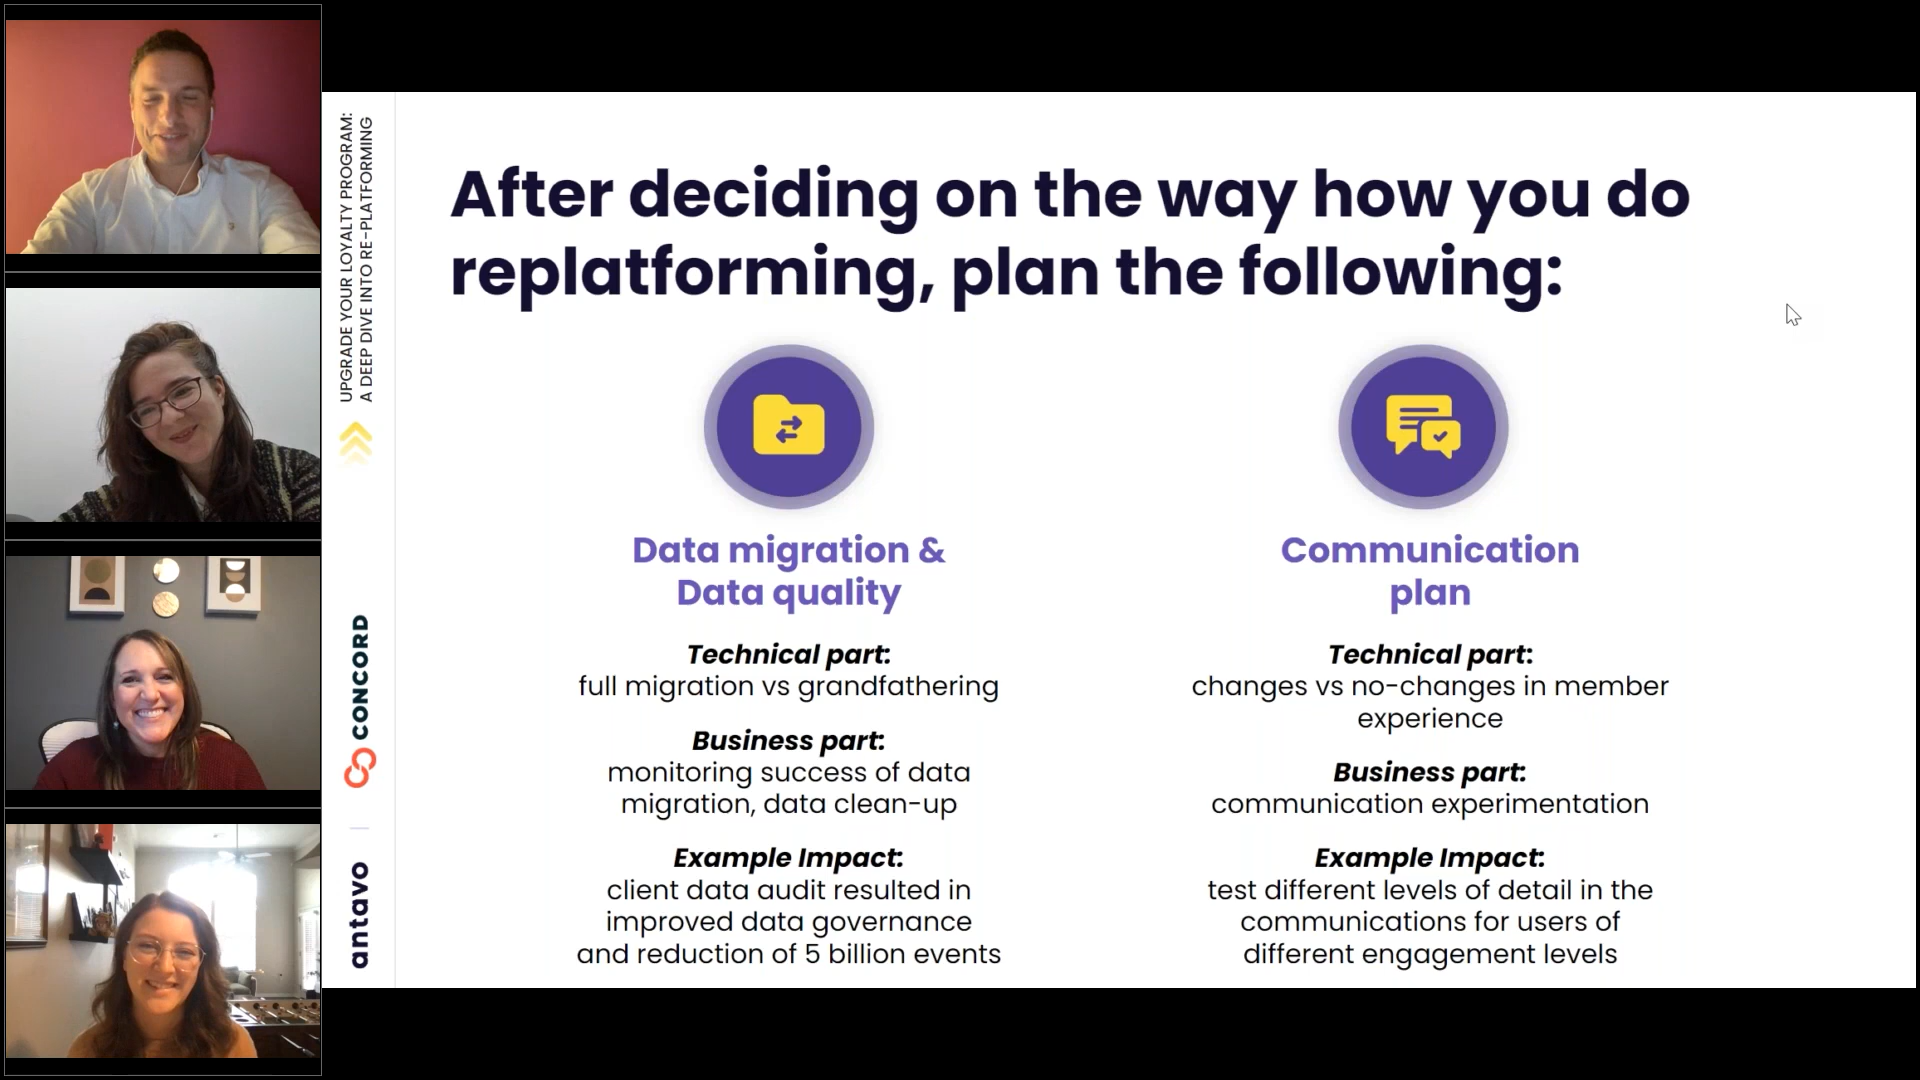 UPGRADE YOUR LOYALTY PROGRAM:
A DEEP DIVE INTO RE-PLATFORMING
CONCORD
antavo
After deciding on the way how you do
replatforming, plan the following:
Data migration &
Data quality
Technical part:
full migration vs grandfathering
Business part:
monitoring success of data
migration, data clean-up
Example Impact:
client data audit resulted in
improved data governance
and reduction of 5 billion events
Communication
plan
Technical part:
changes vs no-changes in member
experience
Business part:
communication experimentation
Example Impact:
test different levels of detail in the
communications for users of
different engagement levels